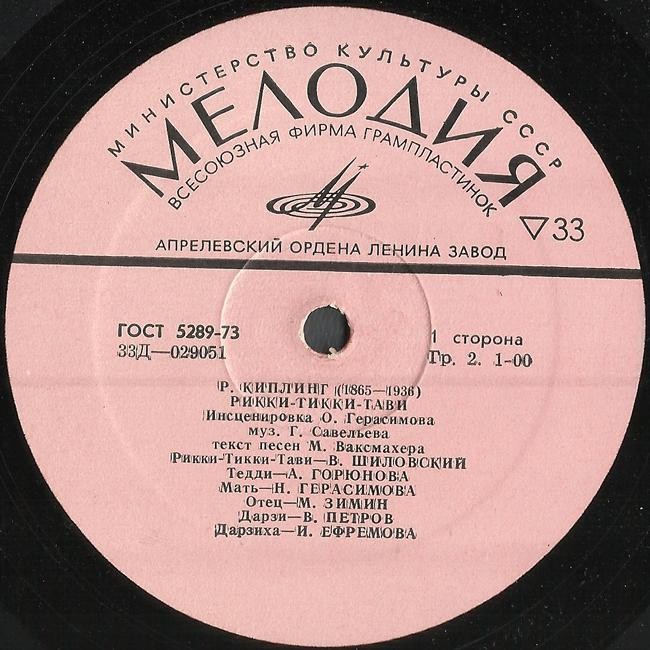 МИНИСТЕРСТВО КУЛЬТУРЫ СССР
МЕЛОДИЯ
ВСЕСОЮЗНАЯ ФИРМА ГРАМПЛАСТИНОК
33
АПРЕЛЕВСКИЙ ОРДЕНА ЛЕНИНА ЗАВОД
ГОСТ 5289-73
1 сторона
33Д—029051
Гр. 2. 1-00
Р. КИПЛИНГ (1865—1936)
РИККИ-ТИККИ-ТАВИ
Инсценировка О. Герасимова
муз. Г. Савельева
текст песен М. Ваксмахера
Рикки-Тикки-Тави—В. ШИЛОВСКИЙ
Тедди—А. ГОРЮНОВА
Мать—Н. ГЕРАСИМОВА
Отец—М. ЗИМИН
Дарзи—В. ПЕТРОВ
Дарзиха—И. ЕФРЕМОВА